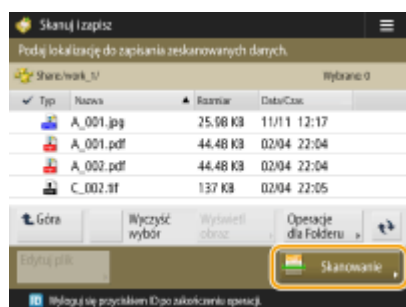 Skanuj i zapisz
Podaj lokalizację do zapisania zeskanowanych danych.
Share/work_1/ Wybrano: 0
Typ Nazwa Rozmiar Data/Czas
A_001.jpg 25.98 KB 11/11 12:17
A_001.pdf 44.48 KB 02/04 22:04
A_002.pdf 44.48 KB 02/04 22:04
C_002.tif 137 KB 02/04 22:05
Góra Wyczyść wybór Wyświetl obraz Operacje dla Folderu
Edytuj plik Skanowanie
ID Wyloguj się przyciskiem ID po zakończeniu operacji.